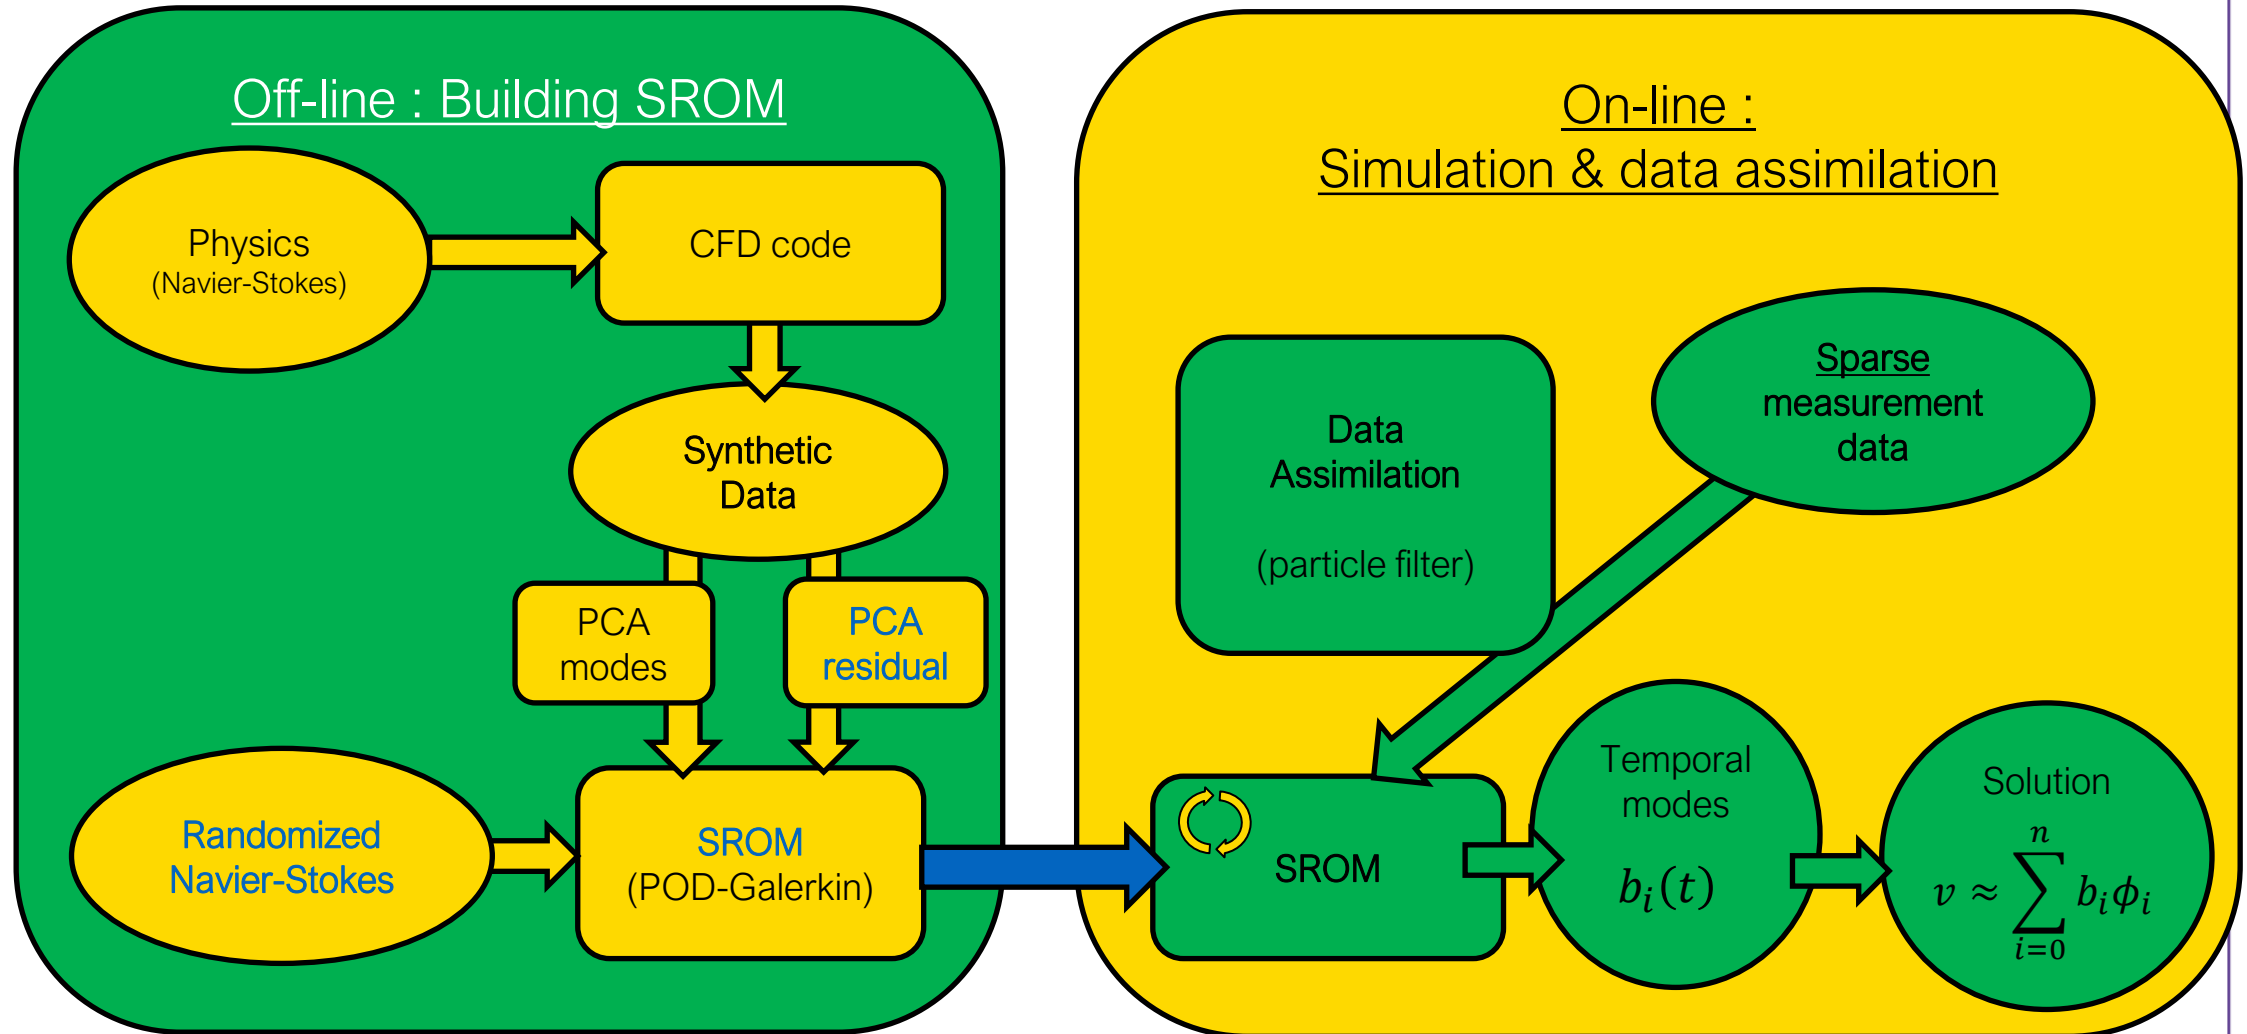 Off-line : Building SROM
Physics
(Navier-Stokes)
CFD code
Synthetic
Data
PCA
modes
PCA
residual
Randomized
Navier-Stokes
SROM
(POD-Galerkin)
On-line :
Simulation & data assimilation
Data
Assimilation
(particle filter)
Sparse
measurement
data
SROM
Temporal
modes
b_i(t)
Solution
v ≈ ∑_{i=0}^{n} b_i ϕ_i